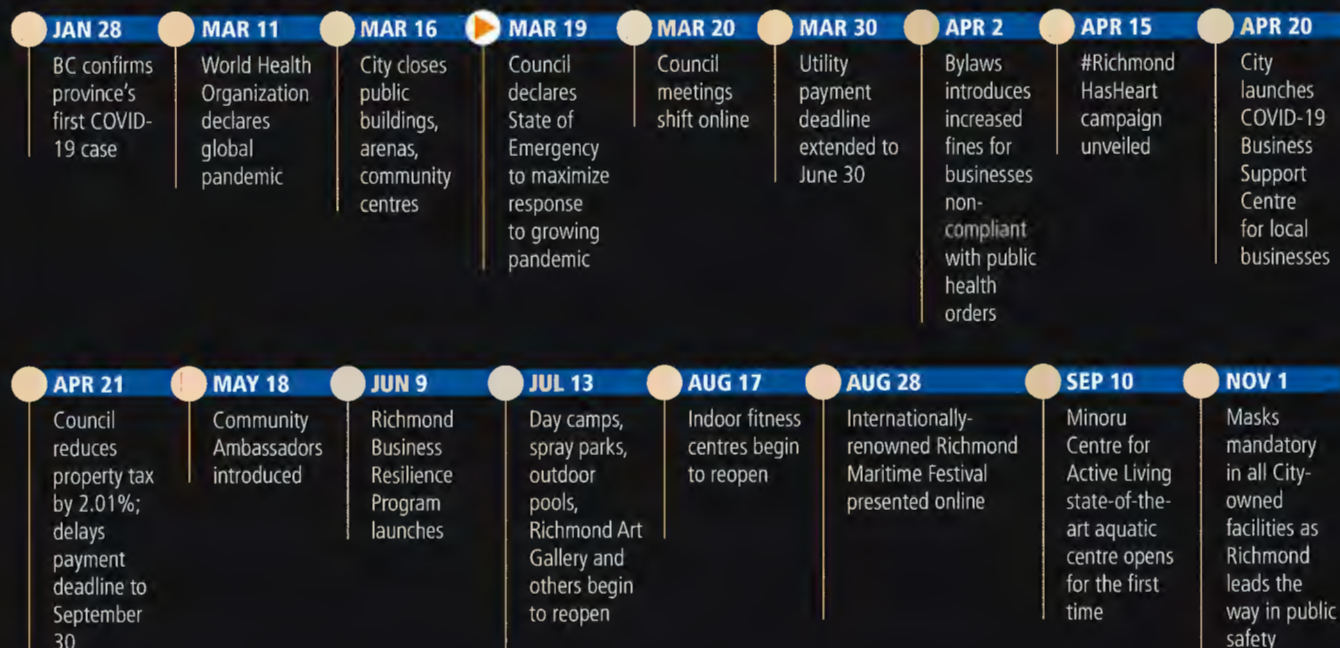 JAN 28
BC confirms
province's
first COVID-
19 case
MAR 11
World Health
Organization
declares
global
pandemic
MAR 16
City closes
public
buildings,
arenas,
community
centres
MAR 19
Council
declares
State of
Emergency
to maximize
response
to growing
pandemic
MAR 20
Council
meetings
shift online
MAR 30
Utility
payment
deadline
extended to
June 30
APR 2
Bylaws
introduces
increased
fines for
businesses
non-
compliant
with public
health
orders
APR 15
#Richmond
HasHeart
campaign
unveiled
APR 20
City
launches
COVID-19
Business
Support
Centre
for local
businesses
APR 21
Council
reduces
property tax
by 2.01%;
delays
payment
deadline to
September
30
MAY 18
Community
Ambassadors
introduced
JUN 9
Richmond
Business
Resilience
Program
launches
JUL 13
Day camps,
spray parks,
outdoor
pools,
Richmond Art
Gallery and
others begin
to reopen
AUG 17
Indoor fitness
centres begin
to reopen
AUG 28
Internationally-
renowned Richmond
Maritime Festival
presented online
SEP 10
Minoru
Centre for
Active Living
state-of-the-
art aquatic
centre opens
for the first
time
NOV 1
Masks
mandatory
in all City-
owned
facilities as
Richmond
leads the
way in public
safety